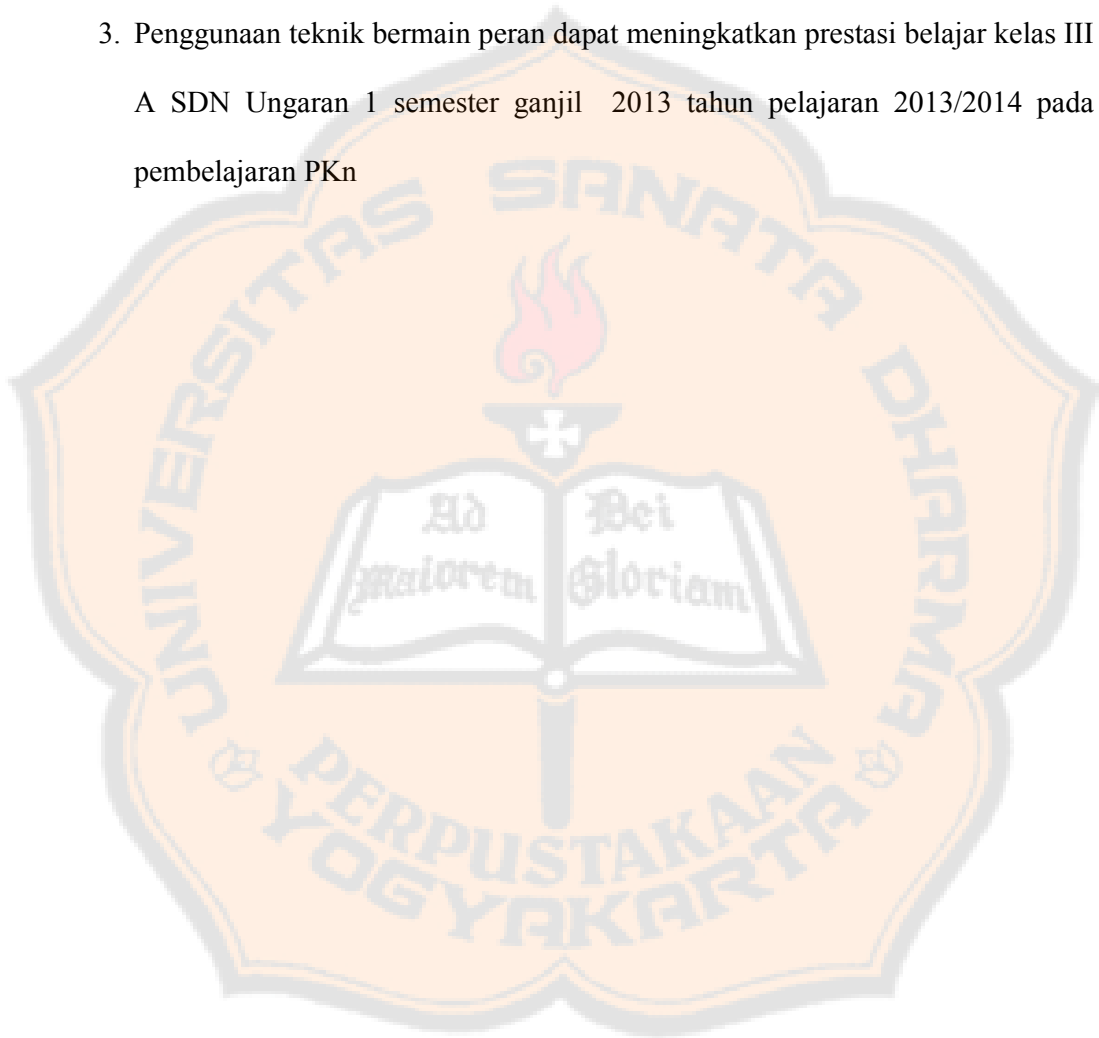 3. Penggunaan teknik bermain peran dapat meningkatkan prestasi belajar kelas III
A SDN Ungaran 1 semester ganjil 2013 tahun pelajaran 2013/2014 pada
pembelajaran PKn
UNIVERSITAS SANATA DHARMA
Ad Dei
Maiorem Gloriam
PERPUSTAKAAN
YOGYAKARTA